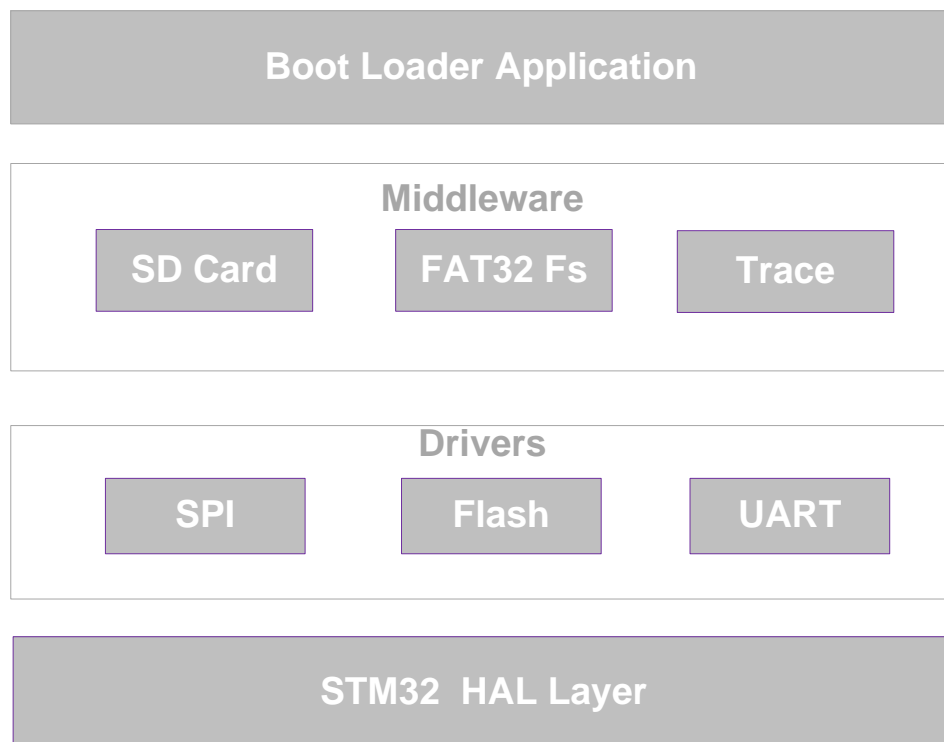 Boot Loader Application
Middleware
SD Card FAT32 Fs Trace
Drivers
SPI Flash UART
STM32  HAL Layer